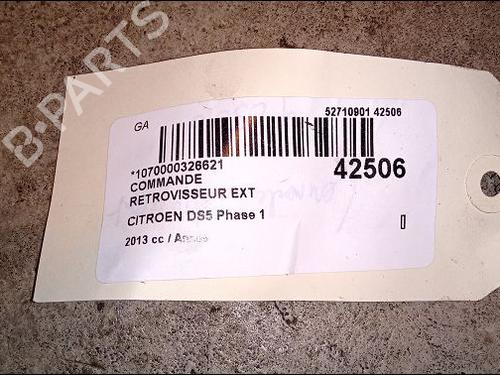 B-PARTS
GA
52710901 42506
*1070000326621
42506
COMMANDE
RETROVISSEUR EXT
CITROEN DS5 Phase 1
2013 cc /